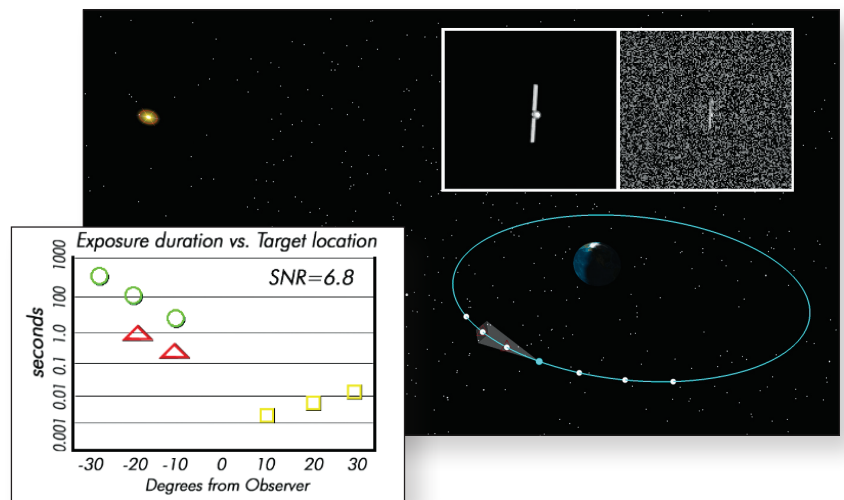 Exposure duration vs. Target location
SNR=6.8
seconds
1000
100
1.0
0.1
0.01
0.001
-30 -20 -10 0 10 20 30
Degrees from Observer